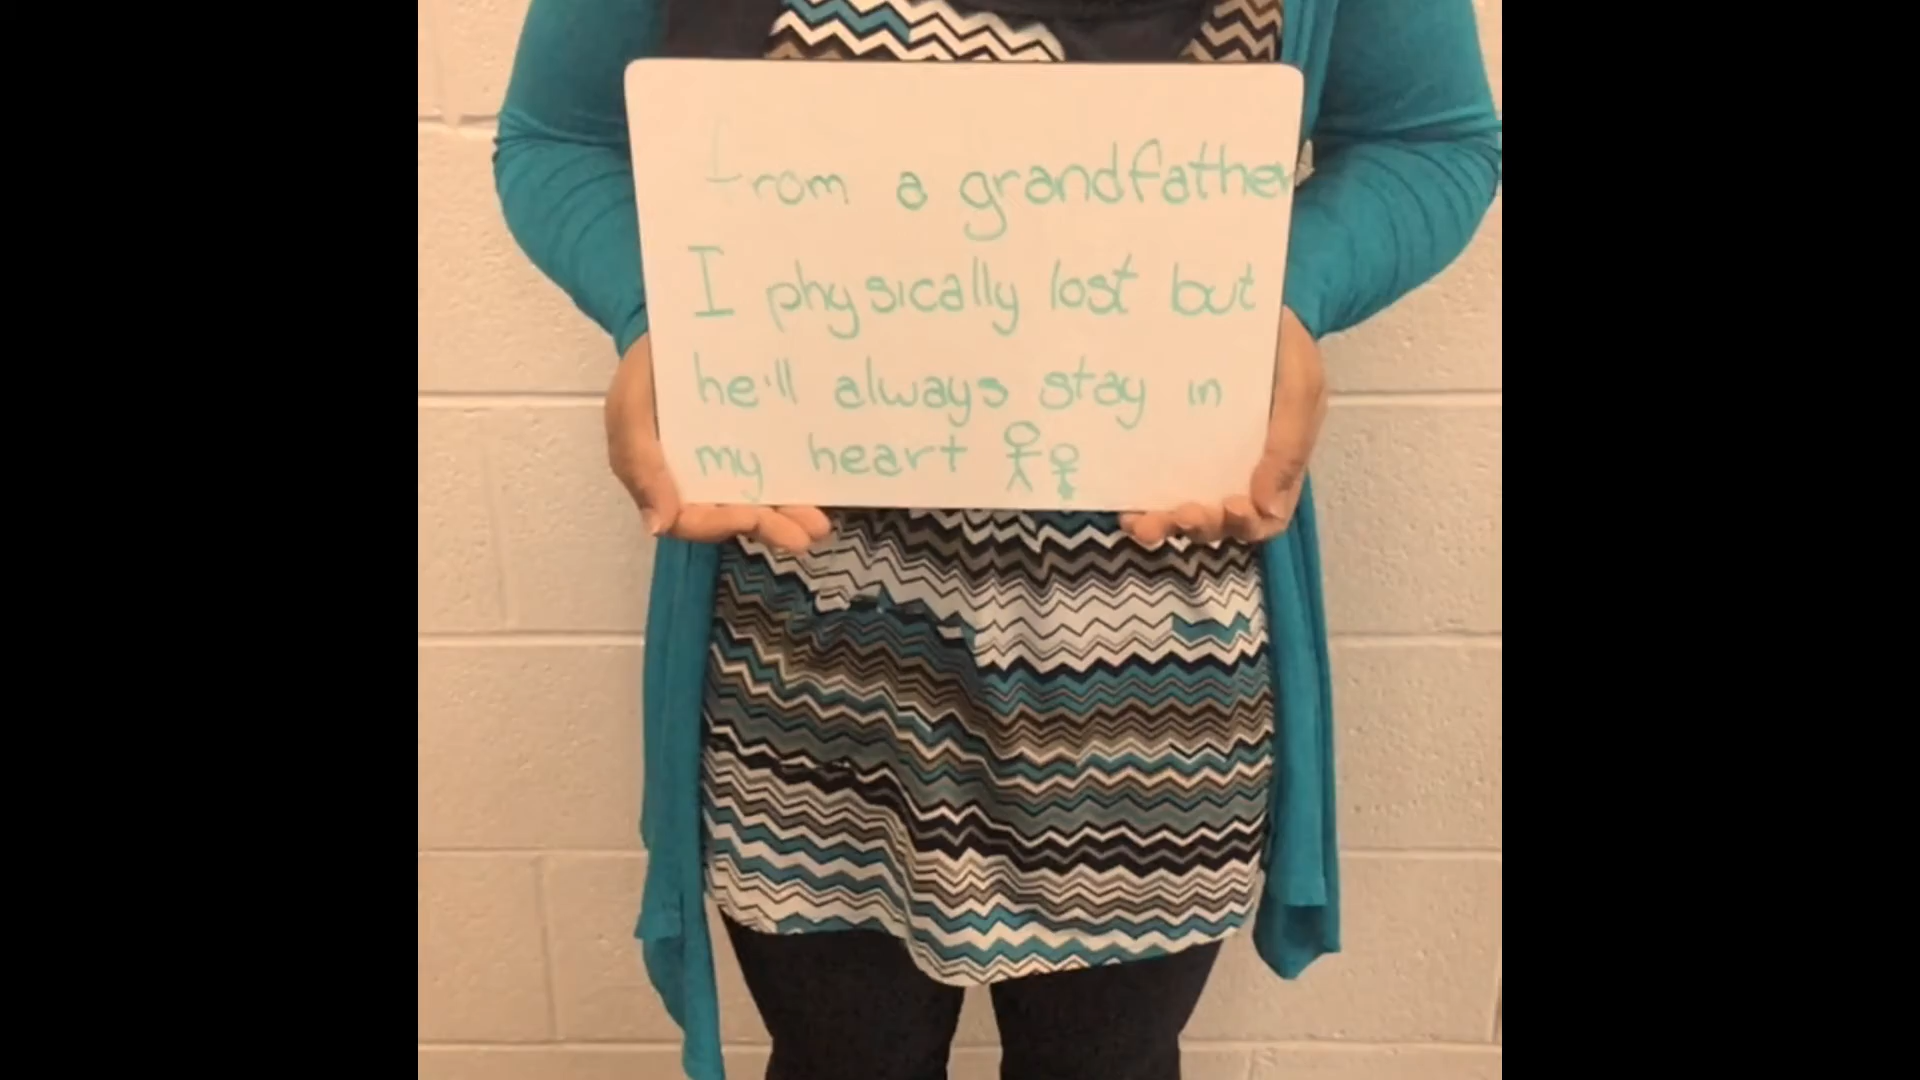 from a grandfather
I physically lost but
he'll always stay in
my heart